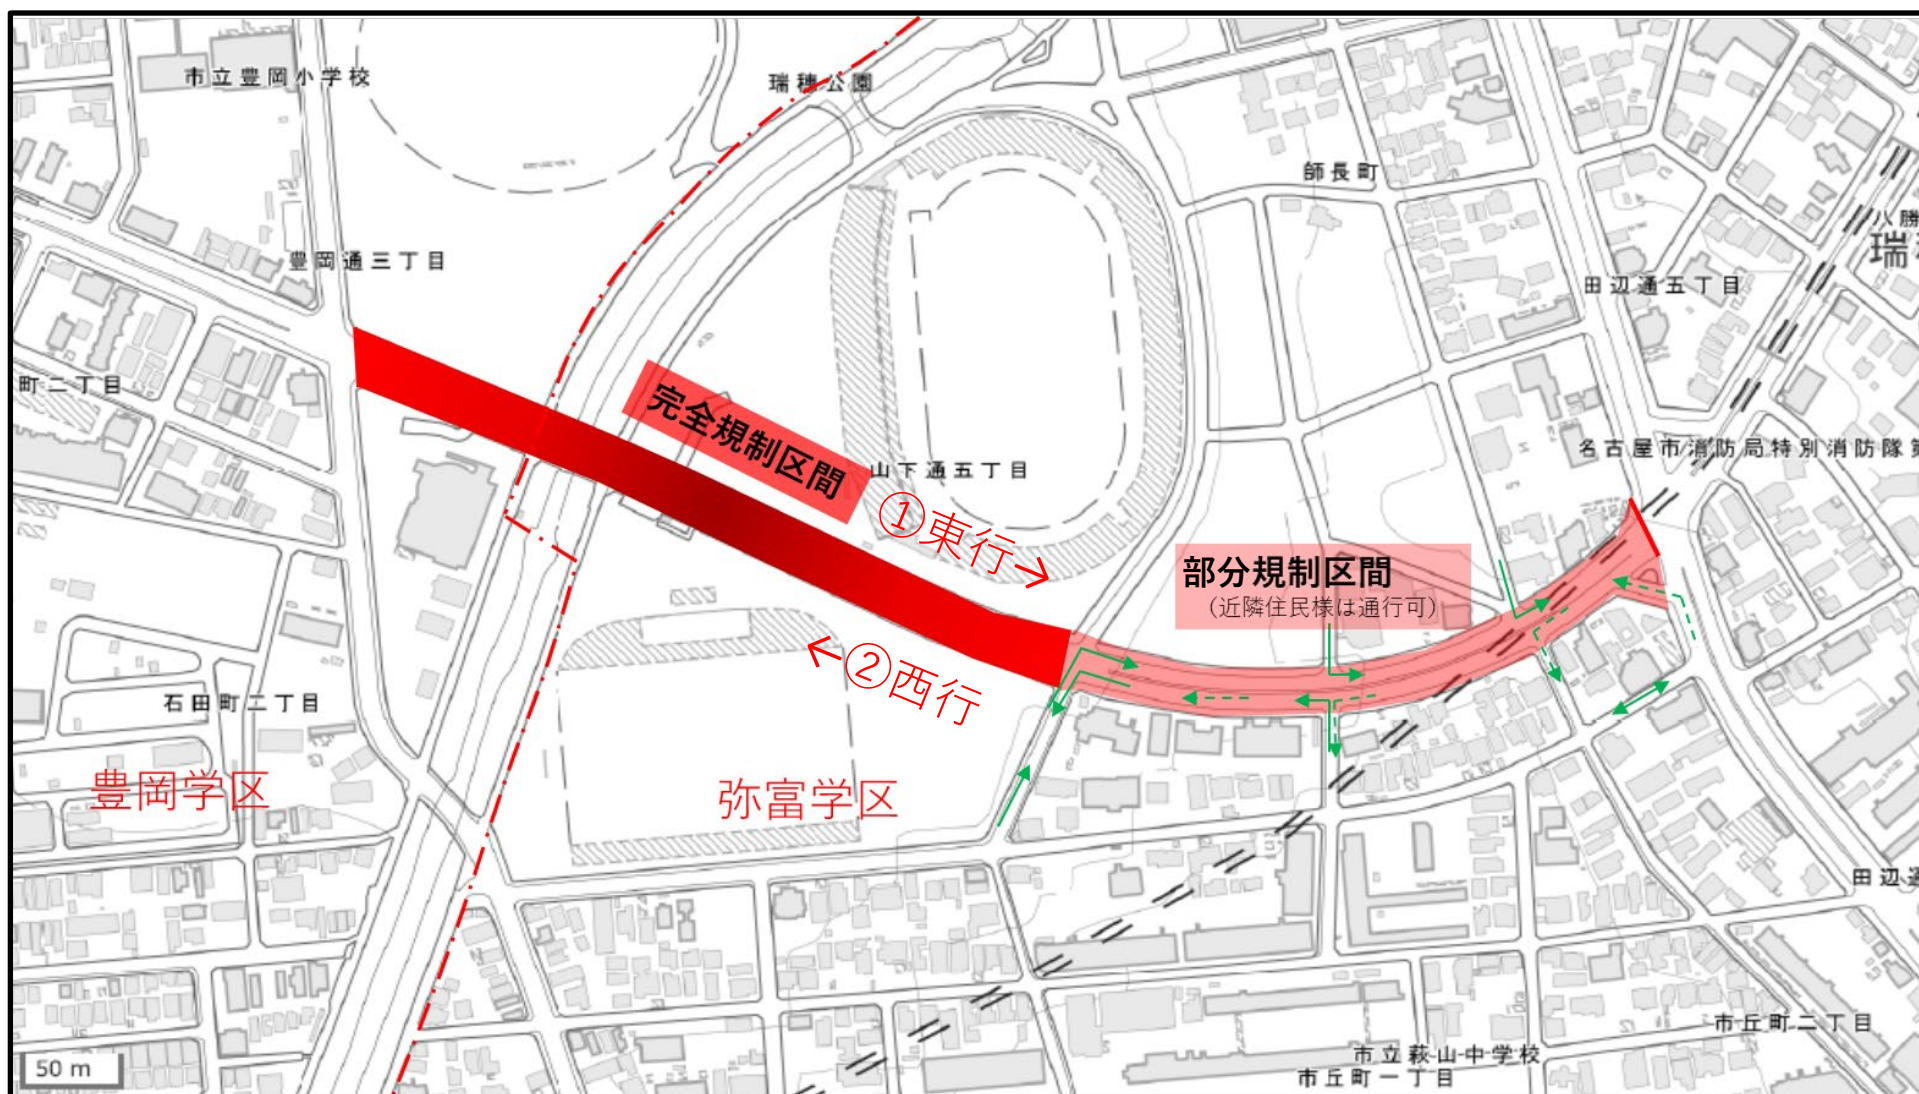 市立豊岡小学校
瑞穂公園
師長町
八勝
瑞
豊岡通三丁目
田辺通五丁目
町二丁目
完全規制区間
山下通五丁目
名古屋市消防局特別消防隊第
①東行→
部分規制区間
（近隣住民様は通行可）
←②西行
石田町二丁目
豊岡学区
弥富学区
田辺通
市丘町二丁目
市立萩山中学校
市丘町一丁目
50 m